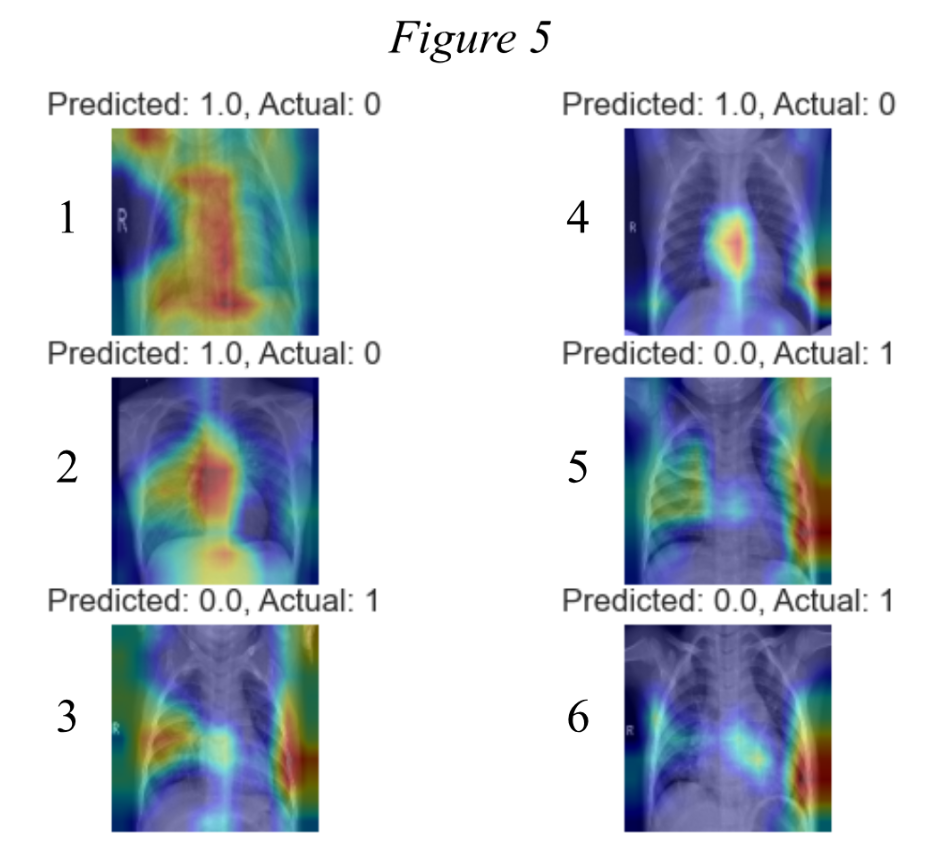 Figure 5
Predicted: 1.0, Actual: 0
1
R
Predicted: 1.0, Actual: 0
4
R
Predicted: 1.0, Actual: 0
2
Predicted: 0.0, Actual: 1
5
Predicted: 0.0, Actual: 1
3
R
Predicted: 0.0, Actual: 1
6
R